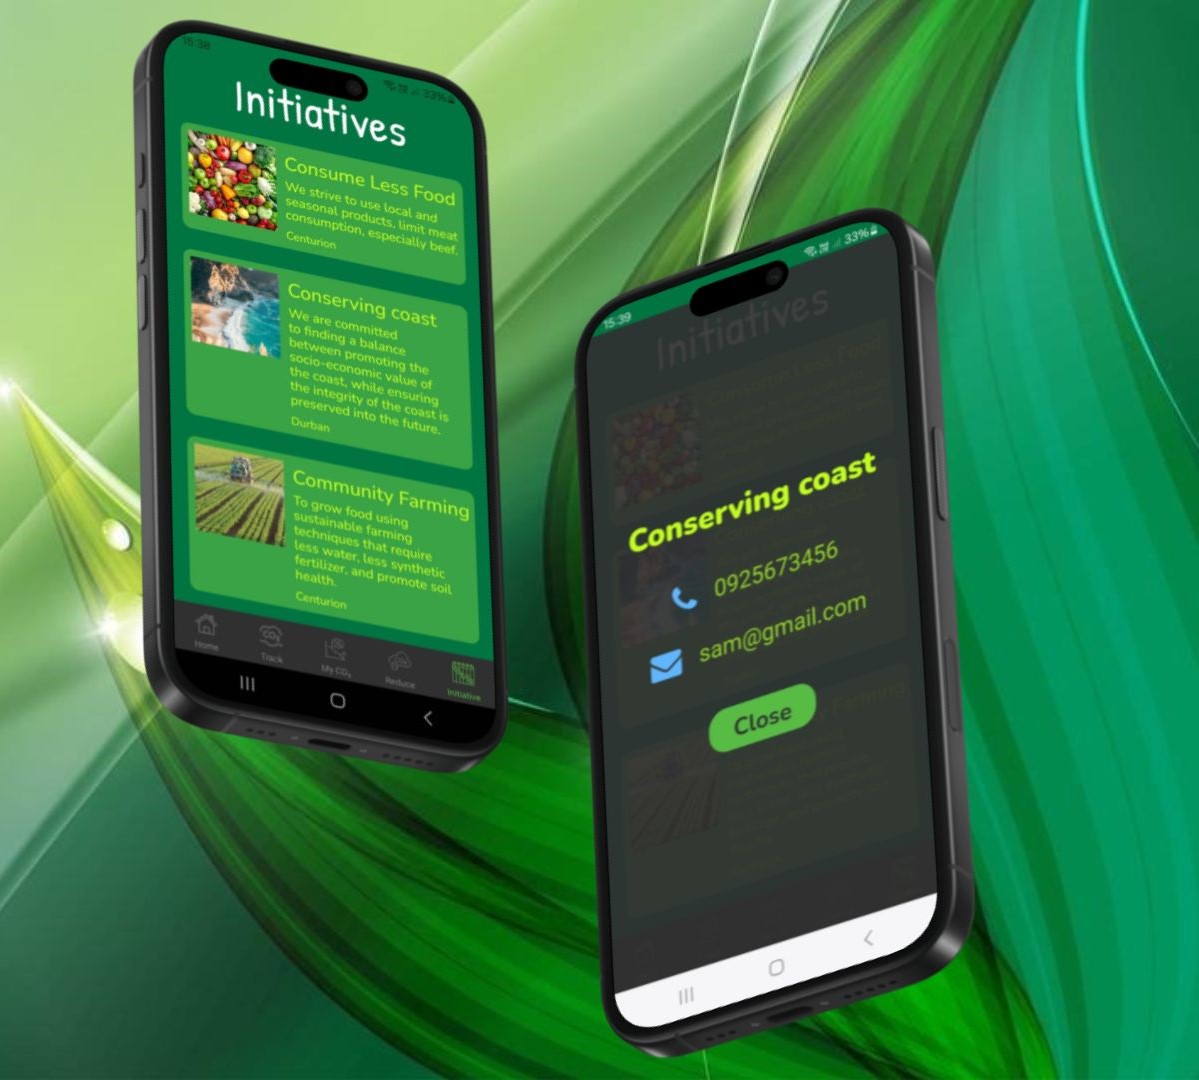 15:38
33%
Initiatives
Consume Less Food
We strive to use local and
seasonal products, limit meat
consumption, especially beef.
Centurion
Conserving coast
We are committed
to finding a balance
between promoting the
socio-economic value of
the coast, while ensuring
the integrity of the coast is
preserved into the future.
Durban
Community Farming
To grow food using
sustainable farming
techniques that require
less water, less synthetic
fertilizer, and promote soil
health.
Centurion
CO₂
Home
Track
My CO₂
Reduce
Initiative
15:39
33%
Initiatives
Conserving coast
0925673456
sam@gmail.com
Close
Farming